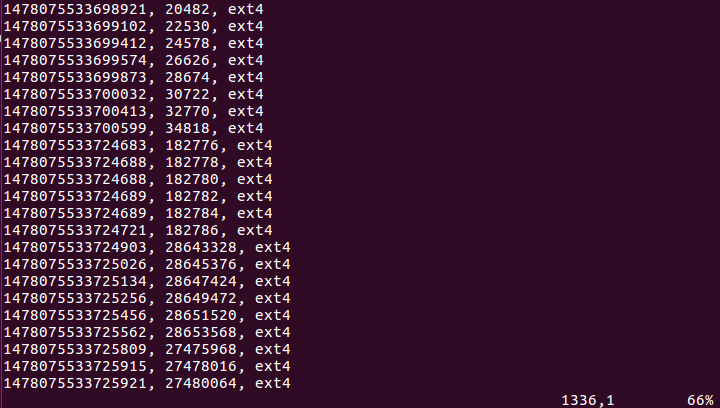 1478075533698921, 20482, ext4
1478075533699102, 22530, ext4
1478075533699412, 24578, ext4
1478075533699574, 26626, ext4
1478075533699873, 28674, ext4
1478075533700032, 30722, ext4
1478075533700413, 32770, ext4
1478075533700599, 34818, ext4
1478075533724683, 182776, ext4
1478075533724688, 182778, ext4
1478075533724688, 182780, ext4
1478075533724689, 182782, ext4
1478075533724689, 182784, ext4
1478075533724721, 182786, ext4
1478075533724903, 28643328, ext4
1478075533725026, 28645376, ext4
1478075533725134, 28647424, ext4
1478075533725256, 28649472, ext4
1478075533725456, 28651520, ext4
1478075533725562, 28653568, ext4
1478075533725809, 27475968, ext4
1478075533725915, 27478016, ext4
1478075533725921, 27480064, ext4
1336,1 66%